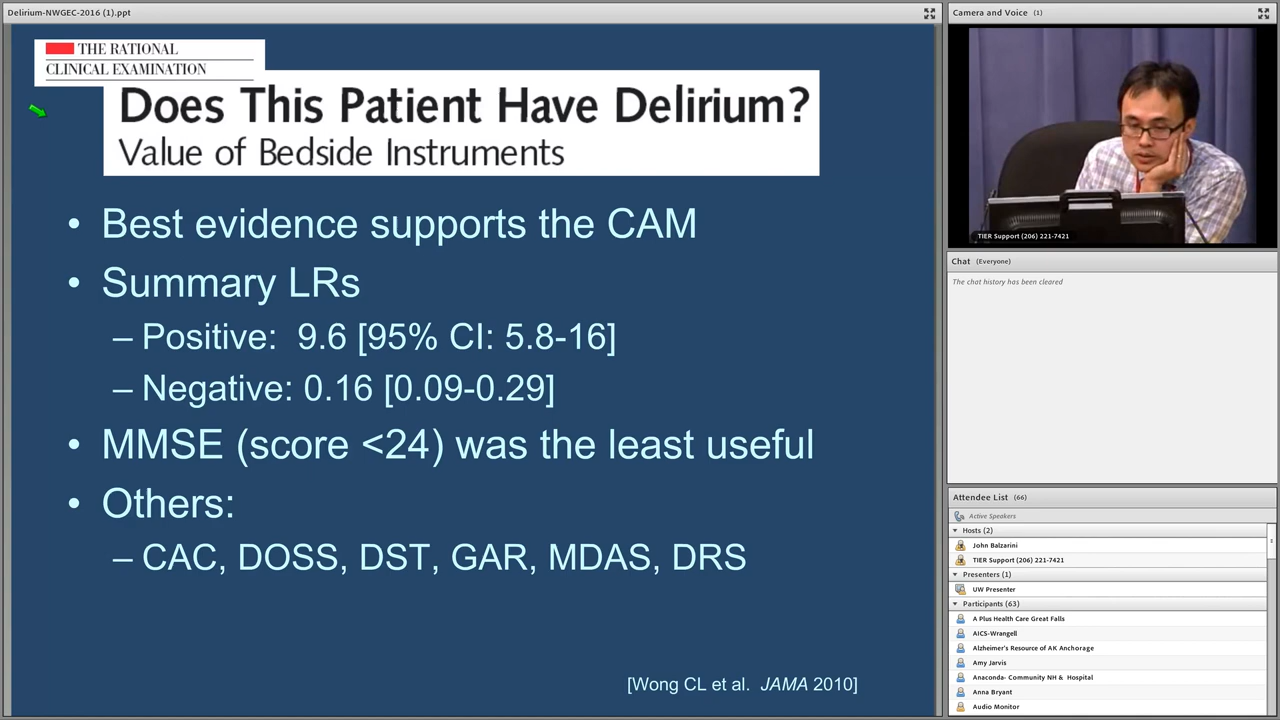 Delirium-NWGEC-2016 (1).ppt
THE RATIONAL
CLINICAL EXAMINATION
Does This Patient Have Delirium?
Value of Bedside Instruments
• Best evidence supports the CAM
• Summary LRs
– Positive: 9.6 [95% CI: 5.8-16]
– Negative: 0.16 [0.09-0.29]
• MMSE (score <24) was the least useful
• Others:
– CAC, DOSS, DST, GAR, MDAS, DRS
[Wong CL et al. JAMA 2010]
Camera and Voice (1)
TIER Support (206) 221-7421
Chat (Everyone)
The chat history has been cleared
Attendee List (66)
Active Speakers
Hosts (2)
John Balzarini
TIER Support (206) 221-7421
Presenters (1)
UW Presenter
Participants (63)
A Plus Health Care Great Falls
AICS-Wrangell
Alzheimer's Resource of AK Anchorage
Amy Jarvis
Anaconda- Community NH & Hospital
Anna Bryant
Audio Monitor